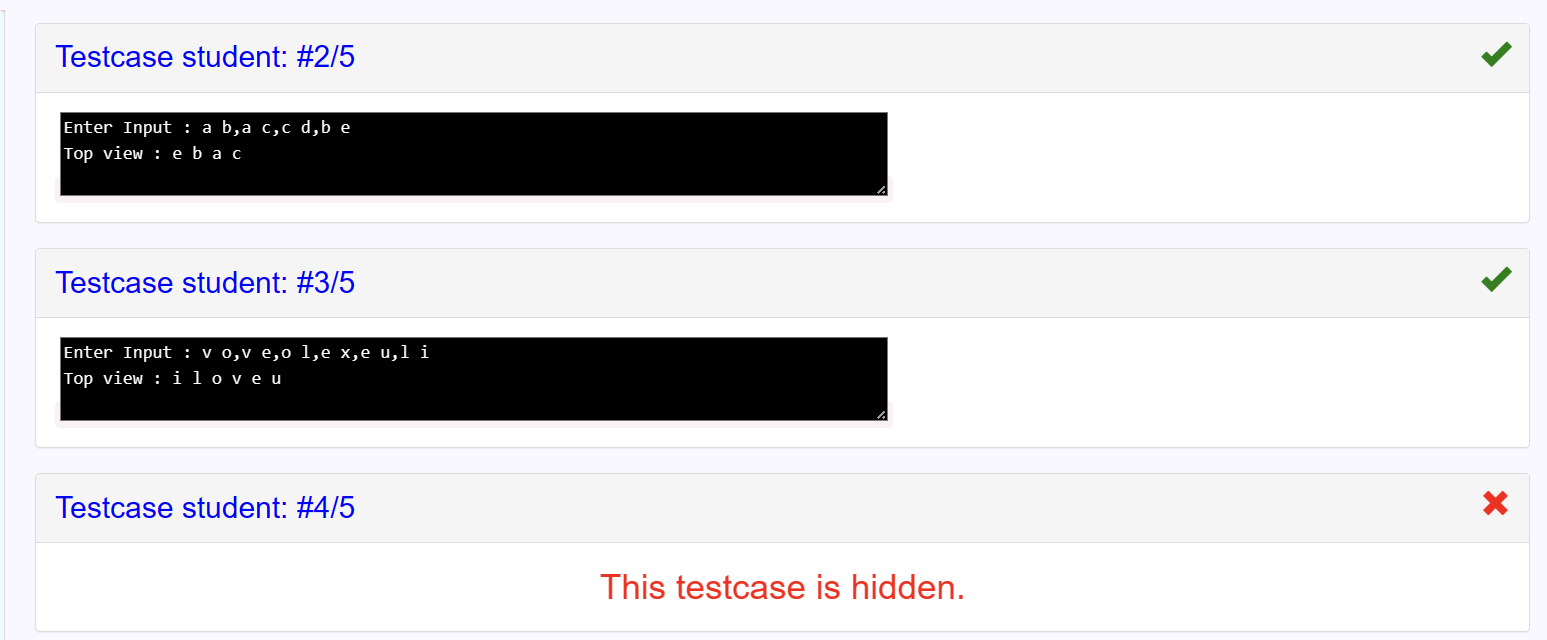 Testcase student: #2/5
Enter Input : a b,a c,c d,b e
Top view : e b a c
Testcase student: #3/5
Enter Input : v o,v e,o l,e x,e u,l i
Top view : i l o v e u
Testcase student: #4/5
This testcase is hidden.